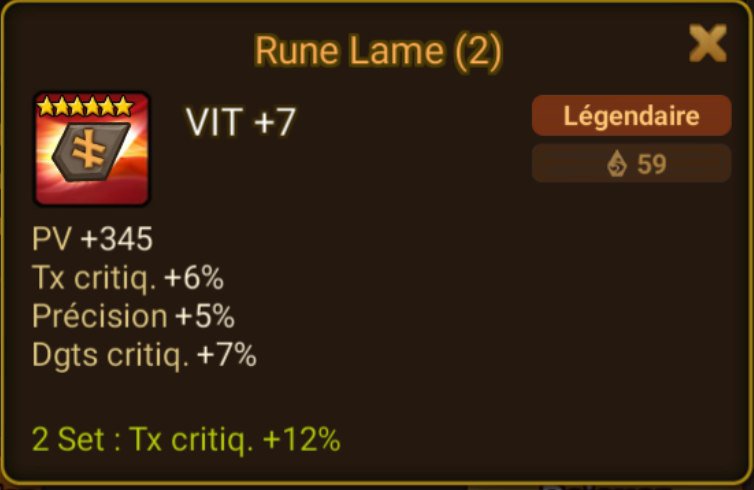 Rune Lame (2)
VIT +7
Légendaire
59
PV +345
Tx critiq. +6%
Précision +5%
Dgts critiq. +7%
2 Set : Tx critiq. +12%